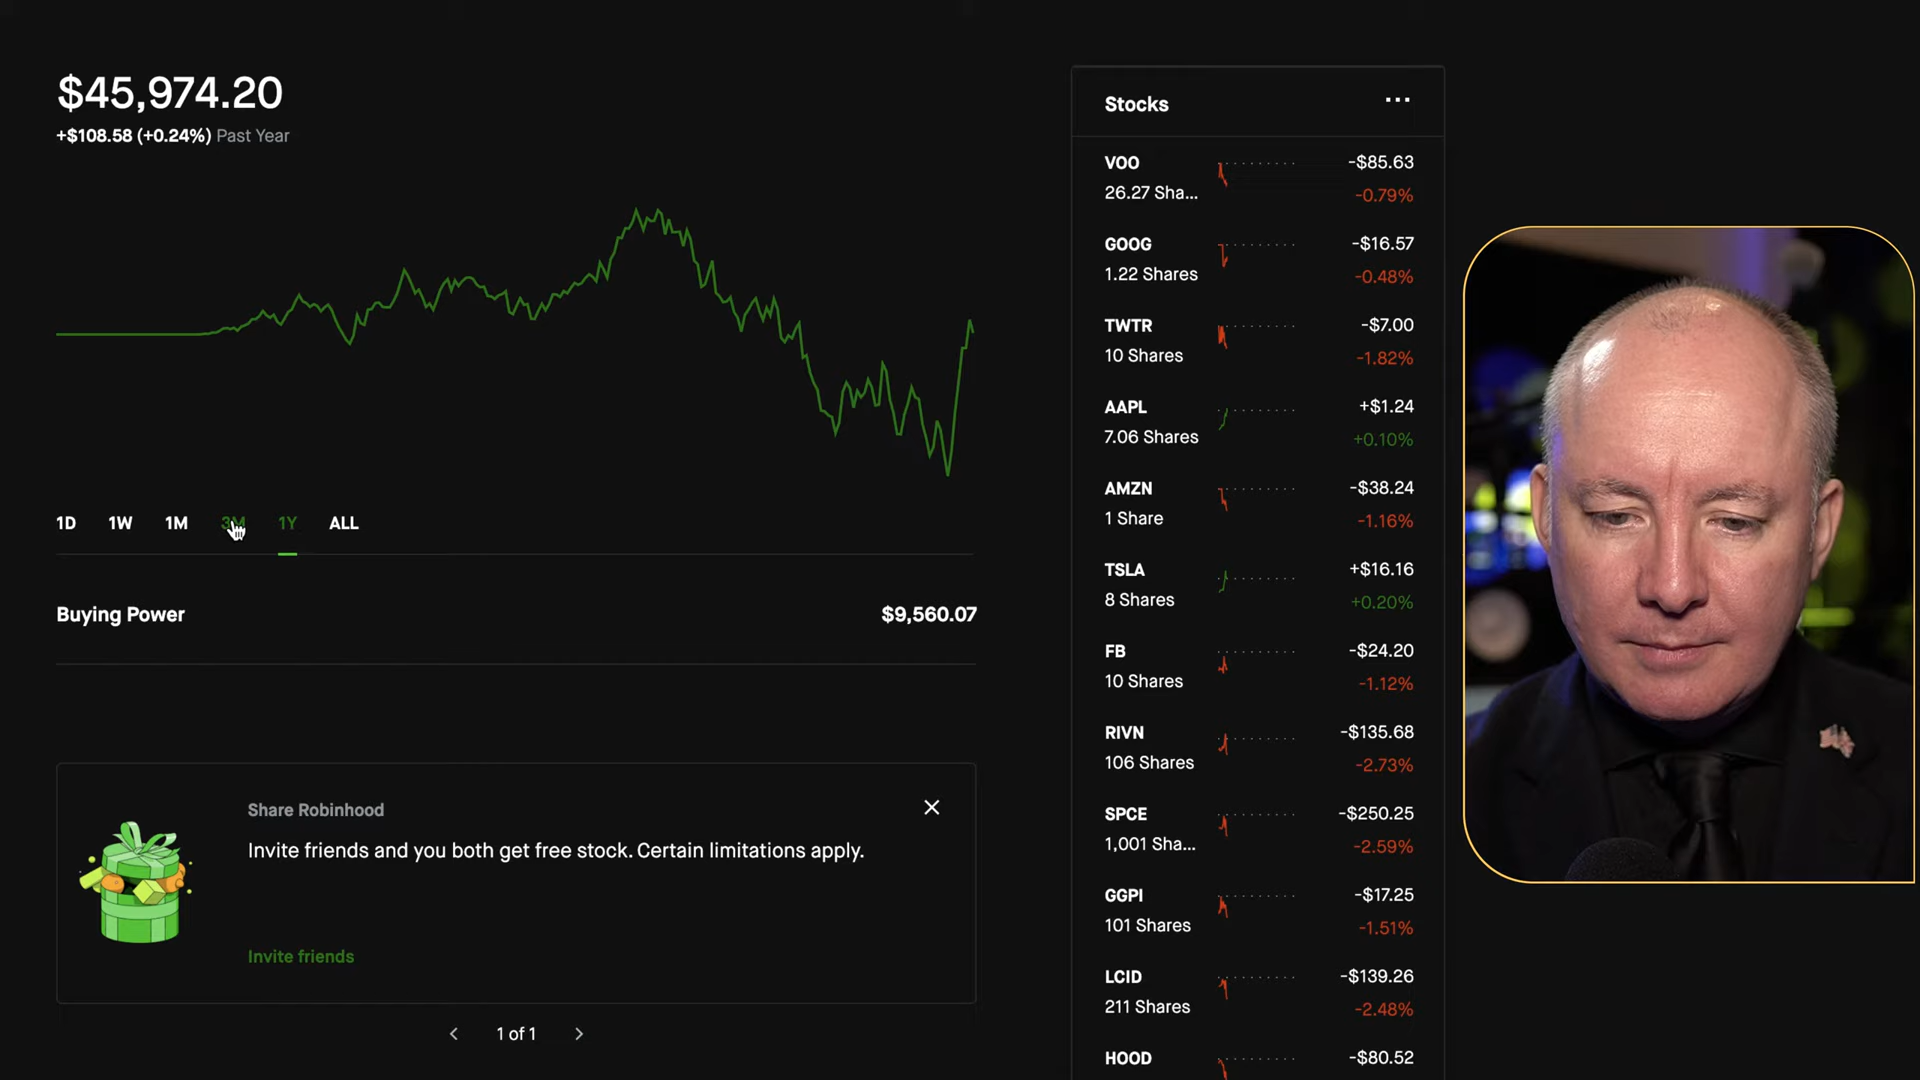 $45,974.20
+$108.58 (+0.24%) Past Year
1D 1W 1M 3M 1Y ALL
Buying Power $9,560.07
Share Robinhood
Invite friends and you both get free stock. Certain limitations apply.
Invite friends
1 of 1
Stocks
VOO -$85.63
26.27 Sha... -0.79%
GOOG -$16.57
1.22 Shares -0.48%
TWTR -$7.00
10 Shares -1.82%
AAPL +$1.24
7.06 Shares +0.10%
AMZN -$38.24
1 Share -1.16%
TSLA +$16.16
8 Shares +0.20%
FB -$24.20
10 Shares -1.12%
RIVN -$135.68
106 Shares -2.73%
SPCE -$250.25
1,001 Sha... -2.59%
GGPI -$17.25
101 Shares -1.51%
LCID -$139.26
211 Shares -2.48%
HOOD -$80.52